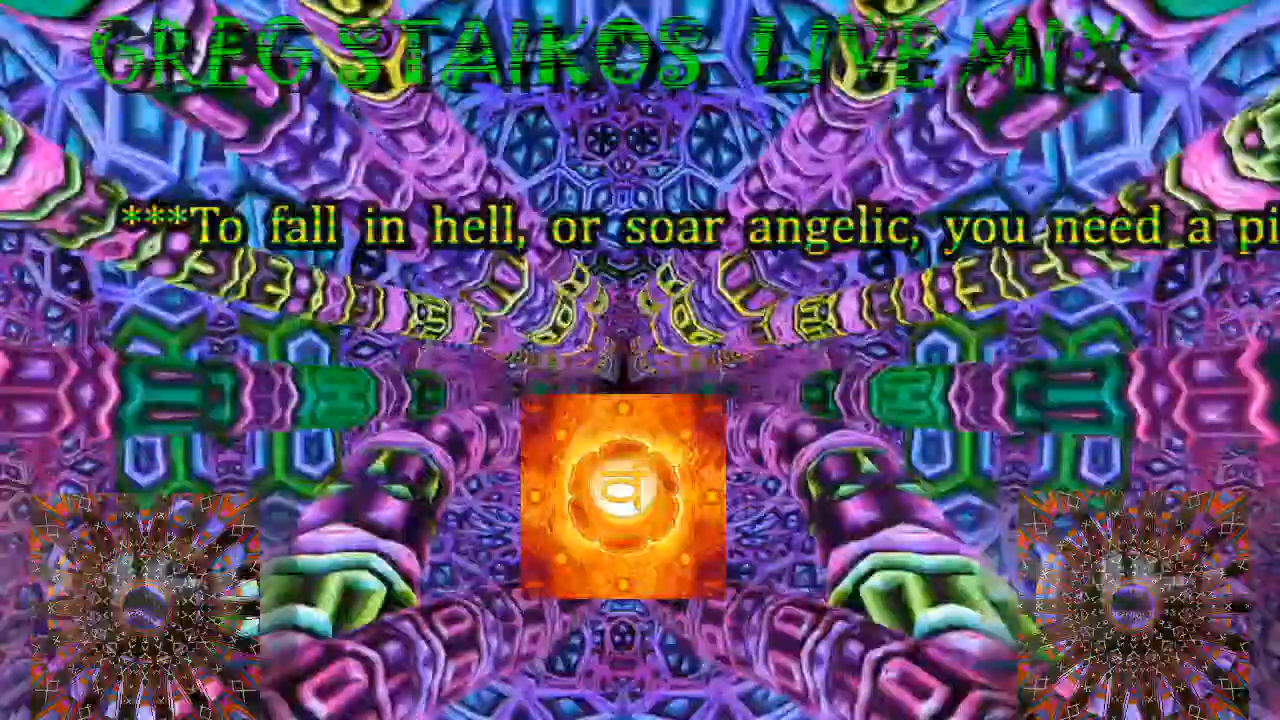 GREG STAIKOS LIVE MIX
***To fall in hell, or soar angelic, you need a pi
वं